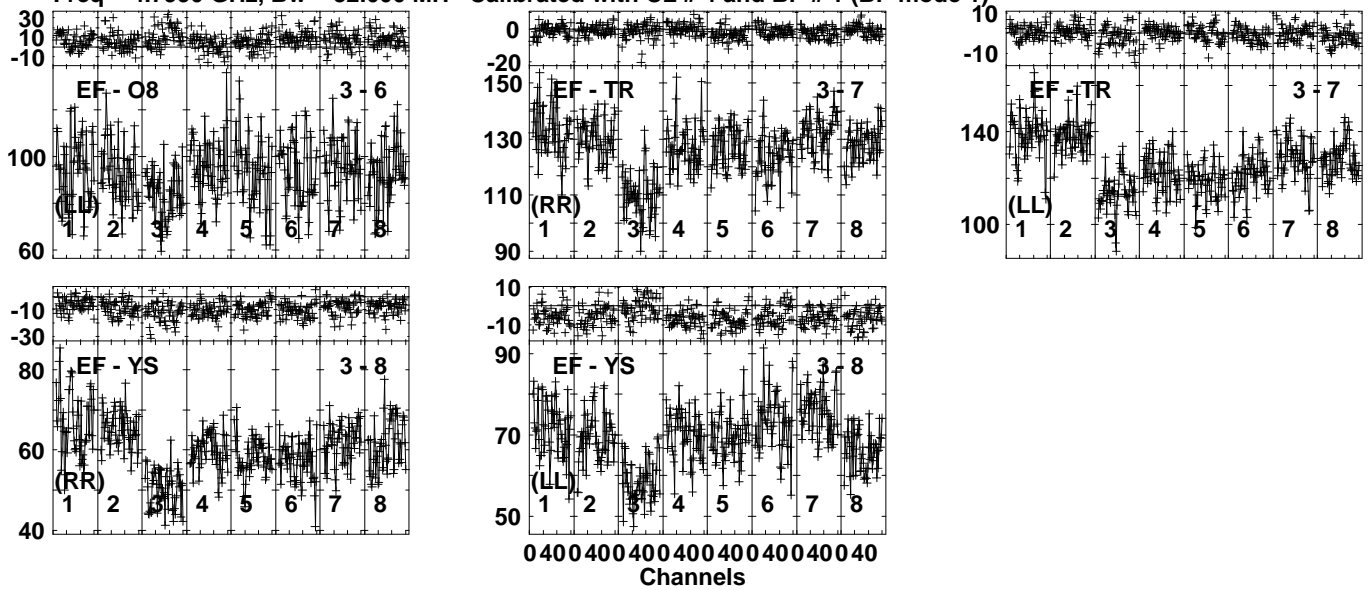 30
10
-10
EF - O8 3 - 6
100
60
(LL)
1 2 3 4 5 6 7 8
0
-20
150
130
110
90
EF - TR 3 - 7
(RR)
1 2 3 4 5 6 7 8
10
-10
140
100
EF - TR 3 - 7
(LL)
1 2 3 4 5 6 7 8
-10
-30
80
60
40
EF - YS 3 - 8
(RR)
1 2 3 4 5 6 7 8
10
-10
90
70
50
EF - YS 3 - 8
(LL)
1 2 3 4 5 6 7 8
0 40 0 40 0 40 0 40 0 40 0 40 0 40 0 40
Channels